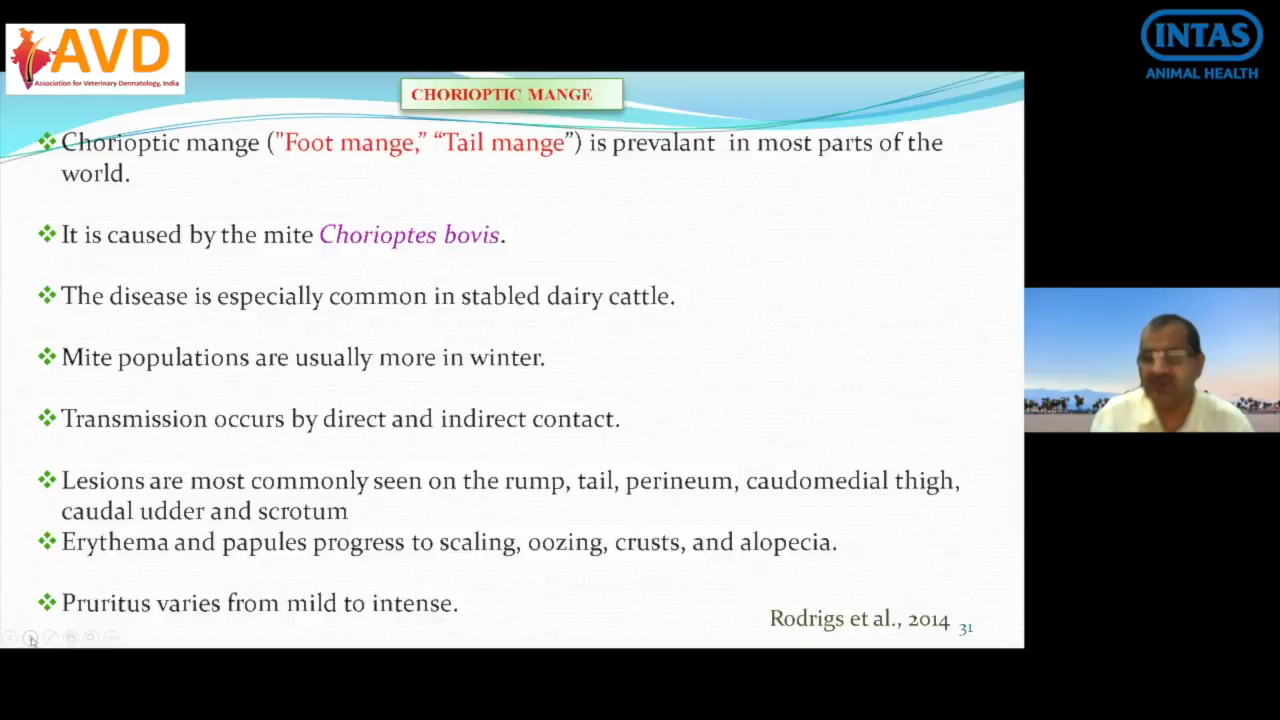 AVD
Association for Veterinary Dermatology, India
INTAS
ANIMAL HEALTH
CHORIOPTIC MANGE
Chorioptic mange ("Foot mange,” “Tail mange”) is prevalant in most parts of the
world.
It is caused by the mite Chorioptes bovis.
The disease is especially common in stabled dairy cattle.
Mite populations are usually more in winter.
Transmission occurs by direct and indirect contact.
Lesions are most commonly seen on the rump, tail, perineum, caudomedial thigh,
caudal udder and scrotum
Erythema and papules progress to scaling, oozing, crusts, and alopecia.
Pruritus varies from mild to intense.
Rodrigs et al., 2014
31